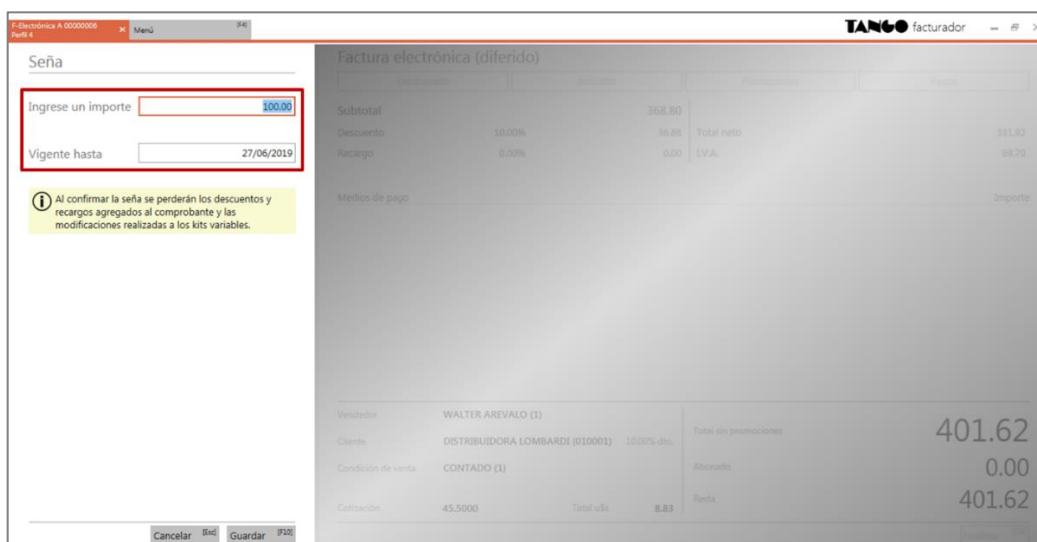 F-Electrónica A 00000006
Perfil 4
Menú [F4]
TANGO facturador
Seña
Ingrese un importe 100.00
Vigente hasta 27/06/2019
Al confirmar la seña se perderán los descuentos y
recargos agregados al comprobante y las
modificaciones realizadas a los kits variables.
Cancelar [Esc] Guardar [F10]
Factura electrónica (diferido)
Subtotal 368.80
Descuento 10.00% 36.88 Total neto 331.92
Recargo 0.00% 0.00 I.V.A. 69.70
Medios de pago Importe
Vendedor WALTER AREVALO (1)
Cliente DISTRIBUIDORA LOMBARDI (010001) 10.00% dto.
Condición de venta CONTADO (1)
Cotización 45.5000 Total u$s 8.83
Total sin promociones 401.62
Abonado 0.00
Resta 401.62